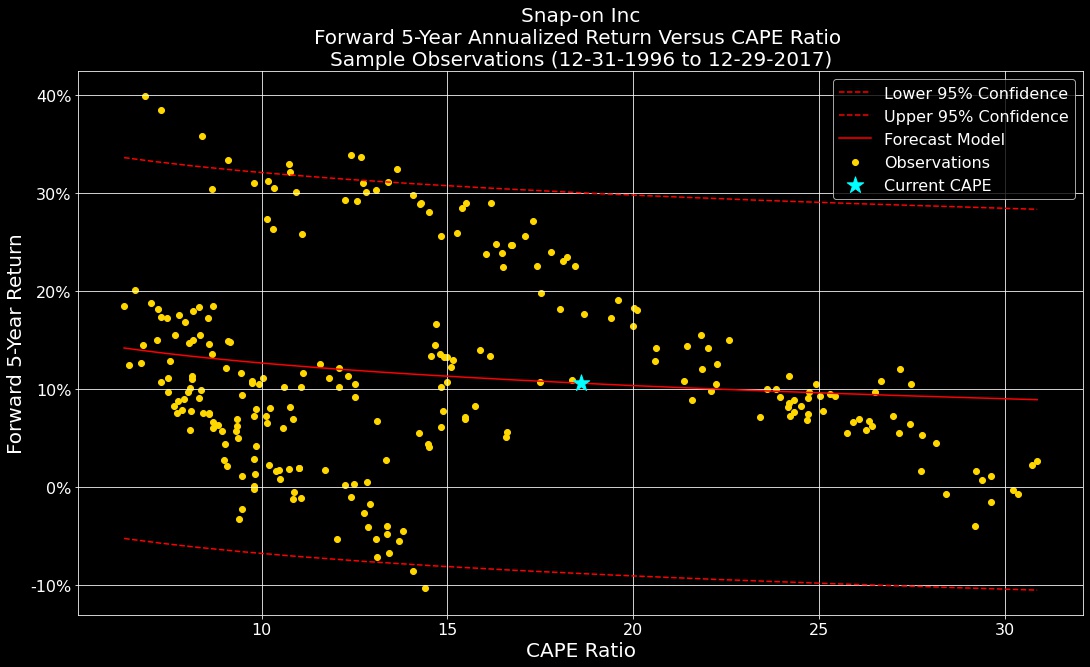 Snap-on Inc
Forward 5-Year Annualized Return Versus CAPE Ratio
Sample Observations (12-31-1996 to 12-29-2017)
Lower 95% Confidence
Upper 95% Confidence
Forecast Model
Observations
Current CAPE
Forward 5-Year Return
40%
30%
20%
10%
0%
-10%
10
15
20
25
30
CAPE Ratio